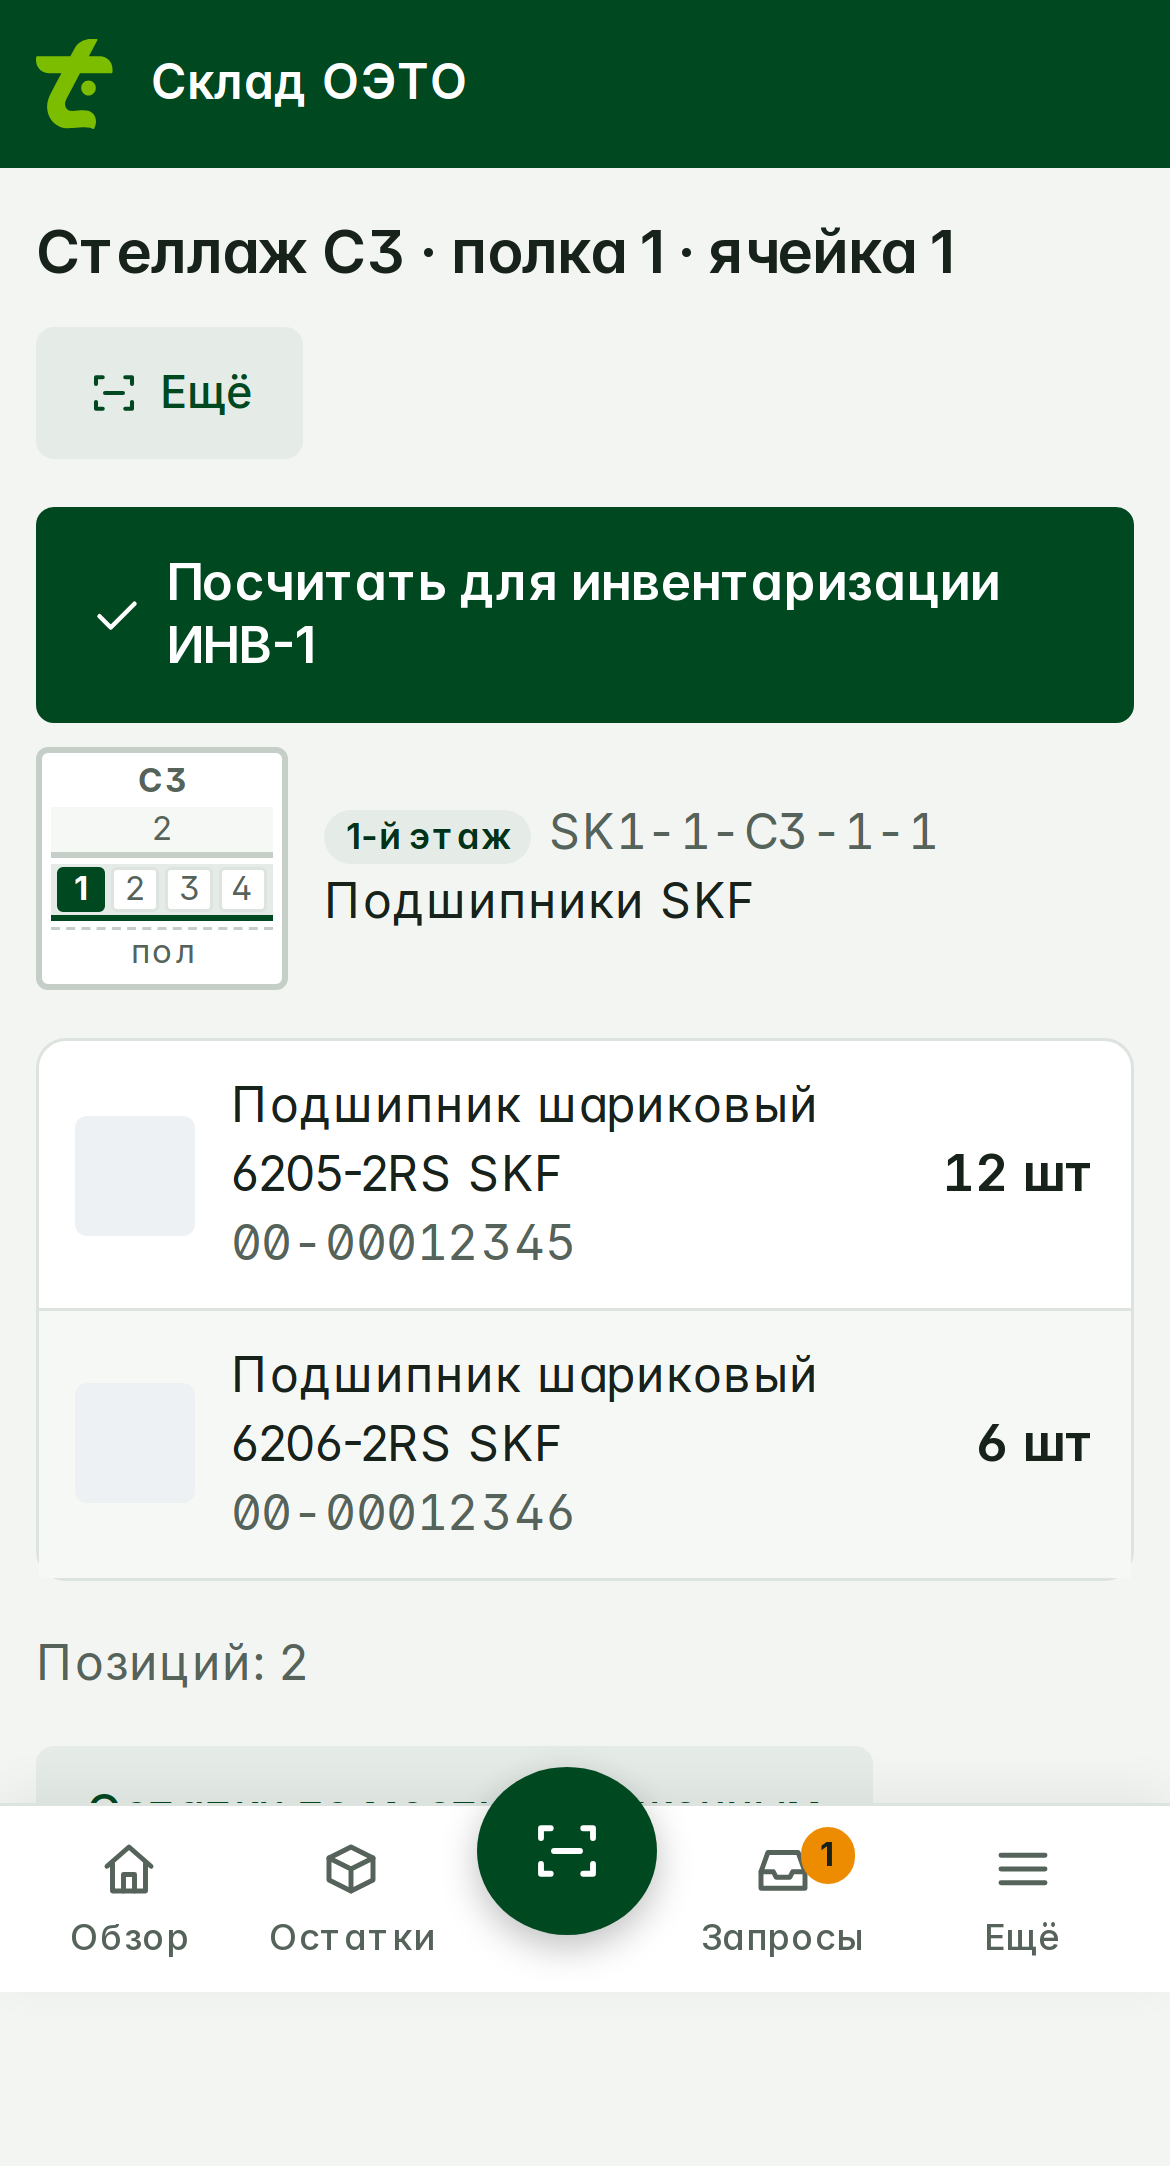 Склад ОЭТО
Стеллаж С3 · полка 1 · ячейка 1
Ещё
Посчитать для инвентаризации
ИНВ-1
С3
2
1 2 3 4
пол
1-й этаж SK1-1-C3-1-1
Подшипники SKF
Подшипник шариковый
6205-2RS SKF
00-00012345
12 шт
Подшипник шариковый
6206-2RS SKF
00-00012346
6 шт
Позиций: 2
Обзор
Остатки
1
Запросы
Ещё